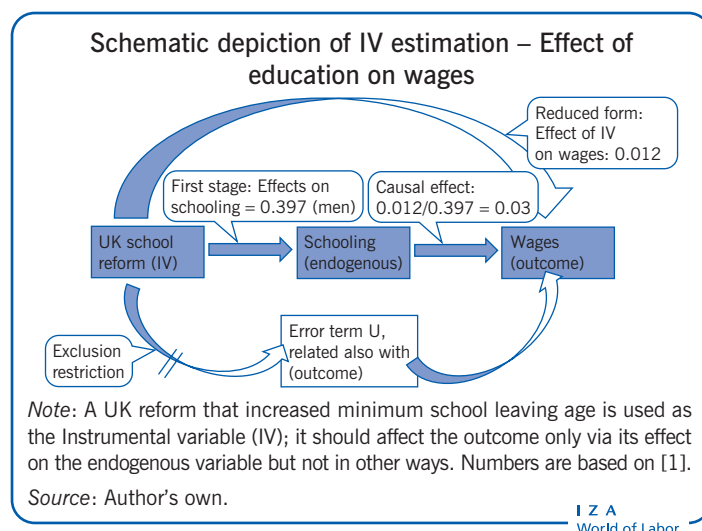 Schematic depiction of IV estimation – Effect of
education on wages
Reduced form:
Effect of IV
on wages: 0.012
First stage: Effects on
schooling = 0.397 (men)
Causal effect:
0.012/0.397 = 0.03
UK school
reform (IV)
Schooling
(endogenous)
Wages
(outcome)
Exclusion
restriction
Error term U,
related also with
(outcome)
Note: A UK reform that increased minimum school leaving age is used as
the Instrumental variable (IV); it should affect the outcome only via its effect
on the endogenous variable but not in other ways. Numbers are based on [1].
Source: Author's own.
I Z A
World of Labor